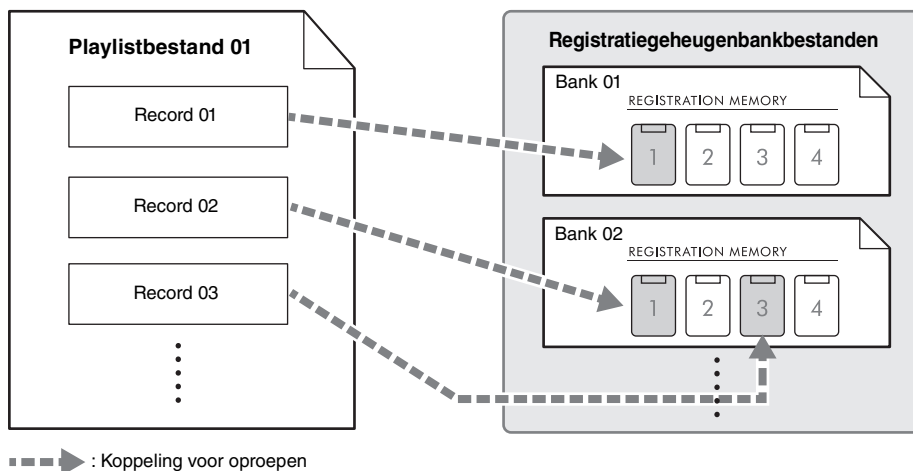 Playlistbestand 01
Record 01
Record 02
Record 03
Registratiegeheugenbankbestanden
Bank 01
REGISTRATION MEMORY
1 2 3 4
Bank 02
REGISTRATION MEMORY
1 2 3 4
: Koppeling voor oproepen